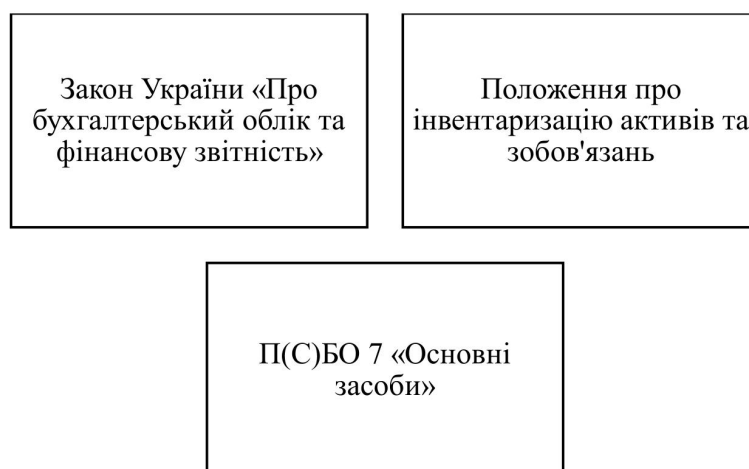 Закон України «Про
бухгалтерський облік та
фінансову звітність»
Положення про
інвентаризацію активів та
зобов'язань
П(С)БО 7 «Основні
засоби»